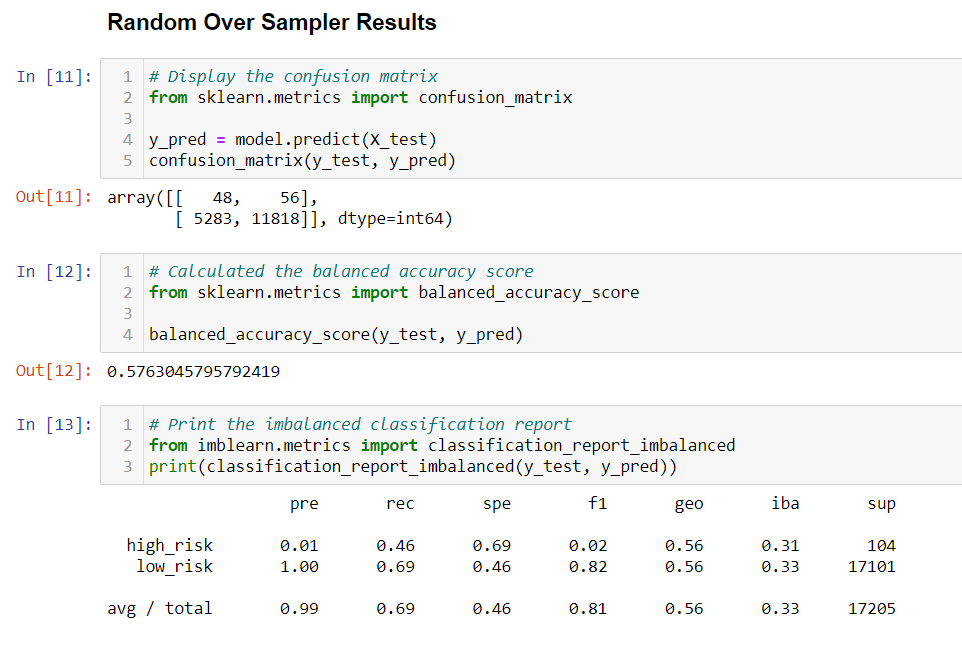 Random Over Sampler Results
In [11]:
1 # Display the confusion matrix
2 from sklearn.metrics import confusion_matrix
3
4 y_pred = model.predict(X_test)
5 confusion_matrix(y_test, y_pred)
Out[11]: array([[   48,    56],
       [ 5283, 11818]], dtype=int64)
In [12]:
1 # Calculated the balanced accuracy score
2 from sklearn.metrics import balanced_accuracy_score
3
4 balanced_accuracy_score(y_test, y_pred)
Out[12]: 0.5763045795792419
In [13]:
1 # Print the imbalanced classification report
2 from imblearn.metrics import classification_report_imbalanced
3 print(classification_report_imbalanced(y_test, y_pred))
pre rec spe f1 geo iba sup
high_risk 0.01 0.46 0.69 0.02 0.56 0.31 104
low_risk 1.00 0.69 0.46 0.82 0.56 0.33 17101
avg / total 0.99 0.69 0.46 0.81 0.56 0.33 17205